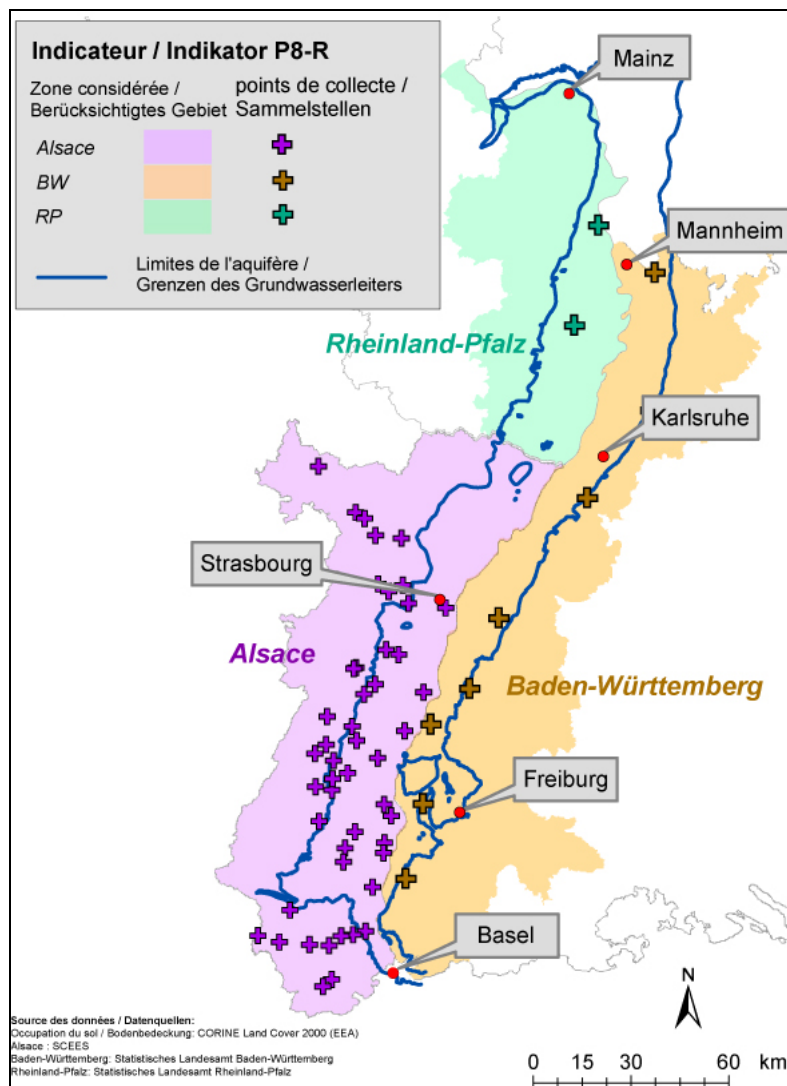 Indicateur / Indikator P8-R
Zone considérée /
Berücksichtigtes Gebiet
points de collecte /
Sammelstellen
Alsace
BW
RP
Limites de l'aquifère /
Grenzen des Grundwasserleiters
Mainz
Mannheim
Rheinland-Pfalz
Karlsruhe
Strasbourg
Alsace
Baden-Württemberg
Freiburg
Basel
N
Source des données / Datenquellen:
Occupation du sol / Bodenbedeckung: CORINE Land Cover 2000 (EEA)
Alsace : SCEES
Baden-Württemberg: Statistisches Landesamt Baden-Württemberg
Rheinland-Pfalz: Statistisches Landesamt Rheinland-Pfalz
0 15 30 60 km